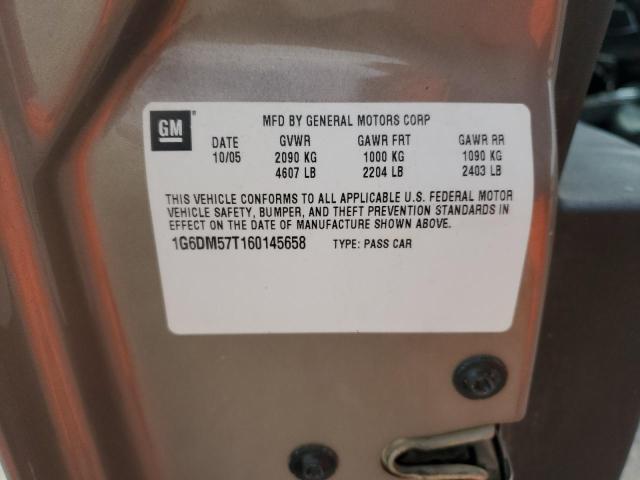 GM
MFD BY GENERAL MOTORS CORP
DATE GVWR GAWR FRT GAWR RR
10/05 2090 KG 1000 KG 1090 KG
4607 LB 2204 LB 2403 LB
THIS VEHICLE CONFORMS TO ALL APPLICABLE U.S. FEDERAL MOTOR
VEHICLE SAFETY, BUMPER, AND THEFT PREVENTION STANDARDS IN
EFFECT ON THE DATE OF MANUFACTURE SHOWN ABOVE.
1G6DM57T160145658 TYPE: PASS CAR